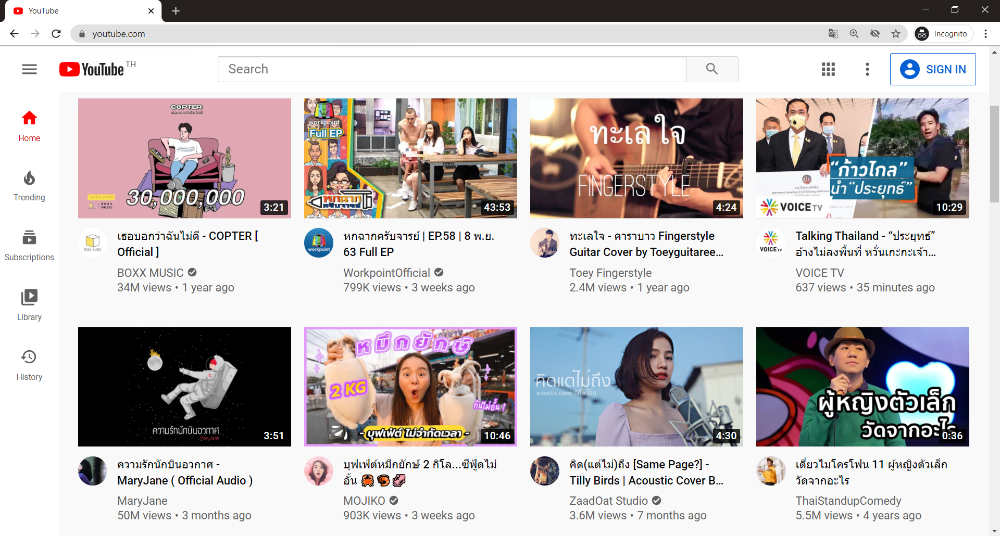 YouTube
youtube.com
Incognito
YouTube TH
Search
SIGN IN
Home
Trending
Subscriptions
Library
History
COPTER
เธอบอกว่าฉันไม่ดี
MUSIC VIDEO
BOXX MUSIC
30,000,000
3:21
workpoint
Full EP
หกฉาก
ครับจารย์
43:53
ทะเลใจ
FINGERSTYLE
4:24
“ก้าวไกล”
นำ “ประยุทธ์”
VOICE TV
10:29
BOXX MUSIC
เธอบอกว่าฉันไม่ดี - COPTER [
Official ]
BOXX MUSIC
34M views • 1 year ago
workpoint
หกฉากครับจารย์ | EP.58 | 8 พ.ย.
63 Full EP
WorkpointOfficial
799K views • 3 weeks ago
ทะเลใจ - คาราบาว Fingerstyle
Guitar Cover by Toeyguitaree...
Toey Fingerstyle
2.4M views • 1 year ago
VOICE TV
Talking Thailand - “ประยุทธ์”
อ้างไม่ลงพื้นที่ หวั่นเกะกะเจ้า...
VOICE TV
637 views • 35 minutes ago
ความรักนักบินอวกาศ
MaryJane
3:51
หมึกยักษ์
2 KG
กินไม่อั้น !
- บุฟเฟ่ต์ ไม่จำกัดเวลา -
10:46
คิดแต่ไม่ถึง
acoustic cover ทีที้ x โอ๊ต
4:30
ผู้หญิงตัวเล็ก
วัดจากอะไร
0:36
ความรักนักบินอวกาศ -
MaryJane ( Official Audio )
MaryJane
50M views • 3 months ago
บุฟเฟ่ต์หมึกยักษ์ 2 กิโล...ซีฟู้ดไม่
อั้น 🦀🦐🦑
MOJIKO
903K views • 3 weeks ago
คิด(แต่ไม่)ถึง [Same Page?] -
Tilly Birds | Acoustic Cover B...
ZaadOat Studio
3.6M views • 7 months ago
เดี่ยวไมโครโฟน 11 ผู้หญิงตัวเล็ก
วัดจากอะไร
ThaiStandupComedy
5.5M views • 4 years ago